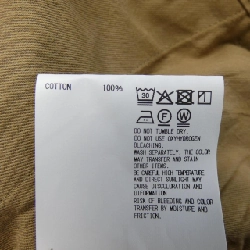 COTTON 100%
30
DO NOT TUMBLE DRY.
DO NOT USE
BLEACHING.
WASH SEPARATELY. THE COLOR
MAY TRANSFER AND STAIN
OTHER ITEMS.
BE CAREFUL HIGH TEMPERATURE
AND DIRECT SUNLIGHT MAY
CAUSE DISCOLORATION AND
RISK OF BLEEDING AND COLOR
TRANSFER BY MOISTURE AND
FRICTION.